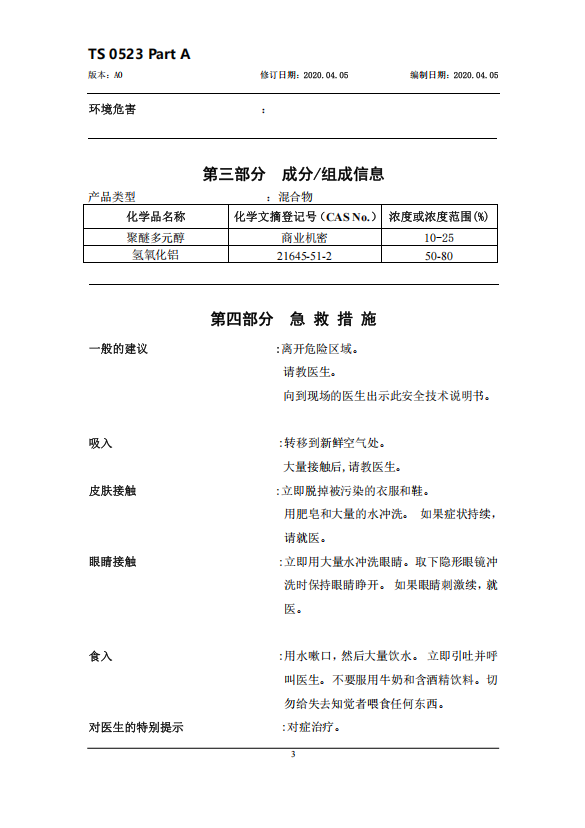 TS 0523 Part A
版本：A0 修订日期：2020.04.05 编制日期：2020.04.05
环境危害 ：
第三部分 成分/组成信息
产品类型 ：混合物
化学品名称 化学文摘登记号（CAS No.） 浓度或浓度范围(%)
聚醚多元醇 商业机密 10-25
氢氧化铝 21645-51-2 50-80
第四部分 急 救 措 施
一般的建议 :离开危险区域。
请教医生。
向到现场的医生出示此安全技术说明书。
吸入 :转移到新鲜空气处。
大量接触后,请教医生。
皮肤接触 :立即脱掉被污染的衣服和鞋。
用肥皂和大量的水冲洗。 如果症状持续,
请就医。
眼睛接触 :立即用大量水冲洗眼睛。取下隐形眼镜冲
洗时保持眼睛睁开。 如果眼睛刺激续,就
医。
食入 :用水嗽口,然后大量饮水。 立即引吐并呼
叫医生。不要服用牛奶和含酒精饮料。切
勿给失去知觉者喂食任何东西。
对医生的特别提示 :对症治疗。
3